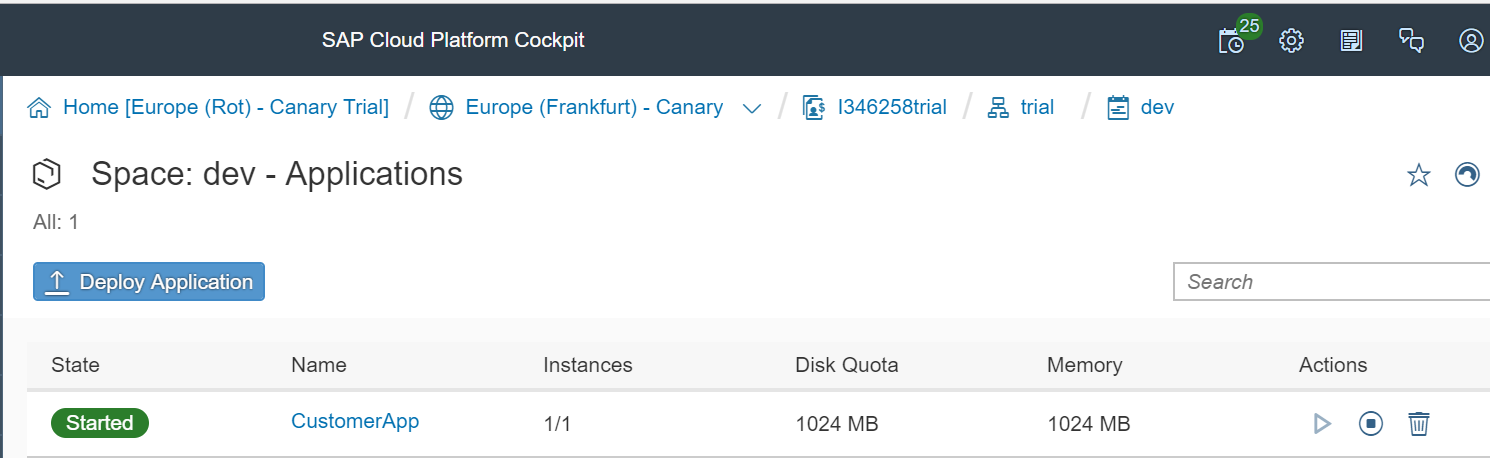 SAP Cloud Platform Cockpit
25
Home [Europe (Rot) - Canary Trial] / Europe (Frankfurt) - Canary / I346258trial / trial / dev
Space: dev - Applications
All: 1
Deploy Application
Search
State Name Instances Disk Quota Memory Actions
Started CustomerApp 1/1 1024 MB 1024 MB